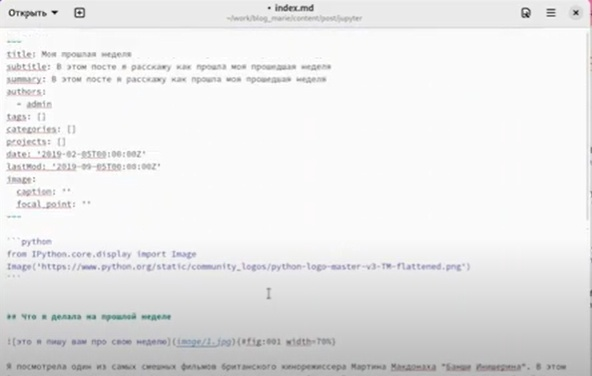 Открыть
• index.md
~/work/blog_marie/content/post/jupyter
---
title: Моя прошлая неделя
subtitle: В этом посте я расскажу как прошла моя прошедшая неделя
summary: В этом посте я расскажу как прошла моя прошедшая неделя
authors:
- admin
tags: []
categories: []
projects: []
date: '2019-02-05T00:00:00Z'
lastMod: '2019-09-05T00:00:00Z'
image:
caption: ''
focal_point: ''
---
```python
from IPython.core.display import Image
Image('https://www.python.org/static/community_logos/python-logo-master-v3-TM-flattened.png')
```
## Что я делала на прошлой неделе
![это я пишу вам про свою неделю](image/1.jpg){#fig:001 width=70%}
Я посмотрела один из самых смешных фильмов британского кинорежиссера Мартина Макдонаха "Банши Инишерина". В этом